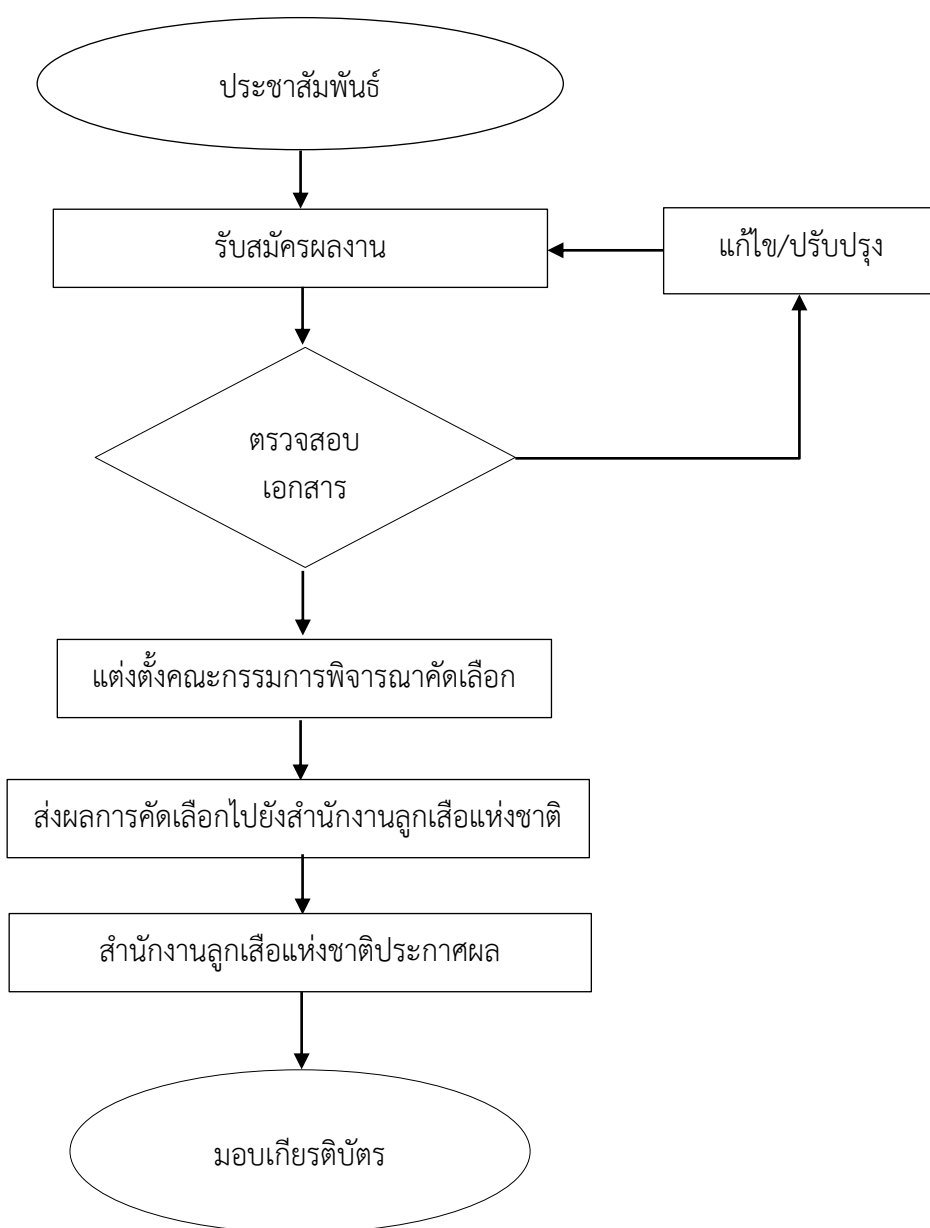 ประชาสัมพันธ์
รับสมัครผลงาน
แก้ไข/ปรับปรุง
ตรวจสอบ
เอกสาร
แต่งตั้งคณะกรรมการพิจารณาคัดเลือก
ส่งผลการคัดเลือกไปยังสำนักงานลูกเสือแห่งชาติ
สำนักงานลูกเสือแห่งชาติประกาศผล
มอบเกียรติบัตร